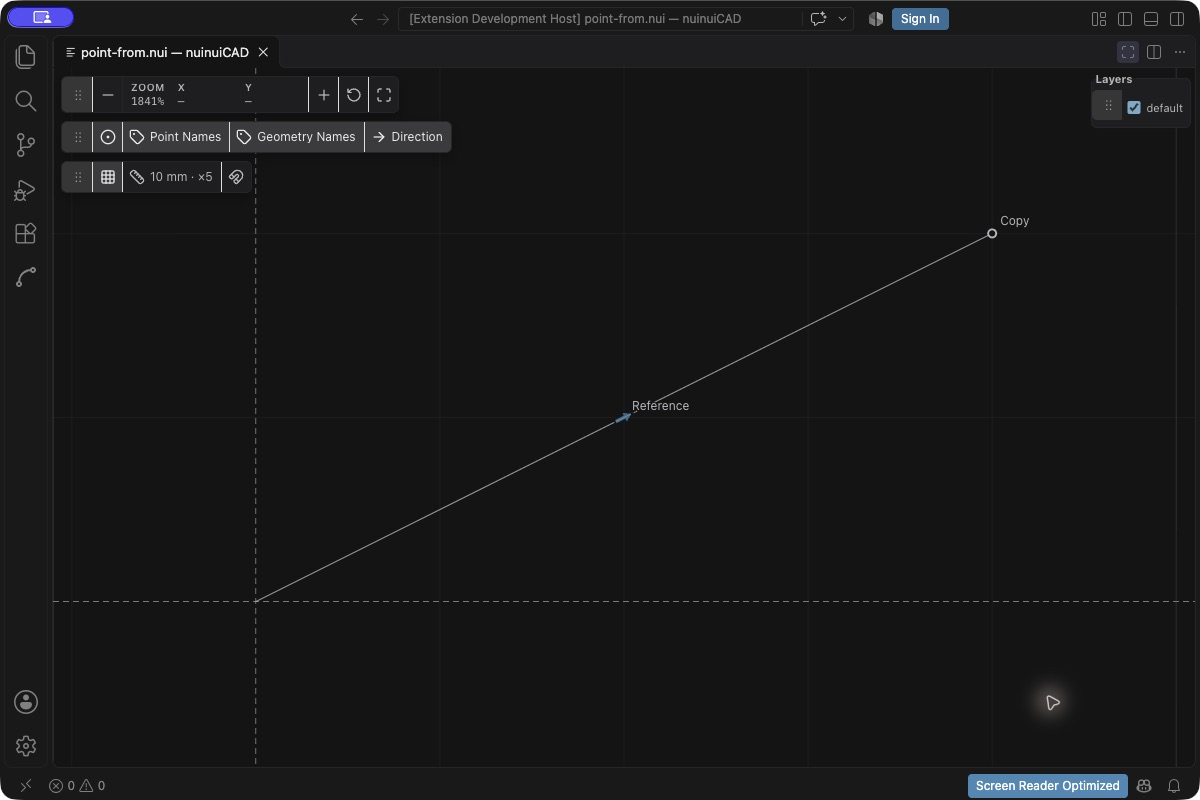 [Extension Development Host] point-from.nui — nuinuiCAD
Sign In
point-from.nui — nuinuiCAD
ZOOM X Y
1841% – –
Layers
default
Point Names Geometry Names Direction
10 mm · ×5
Copy
Reference
0 0
Screen Reader Optimized